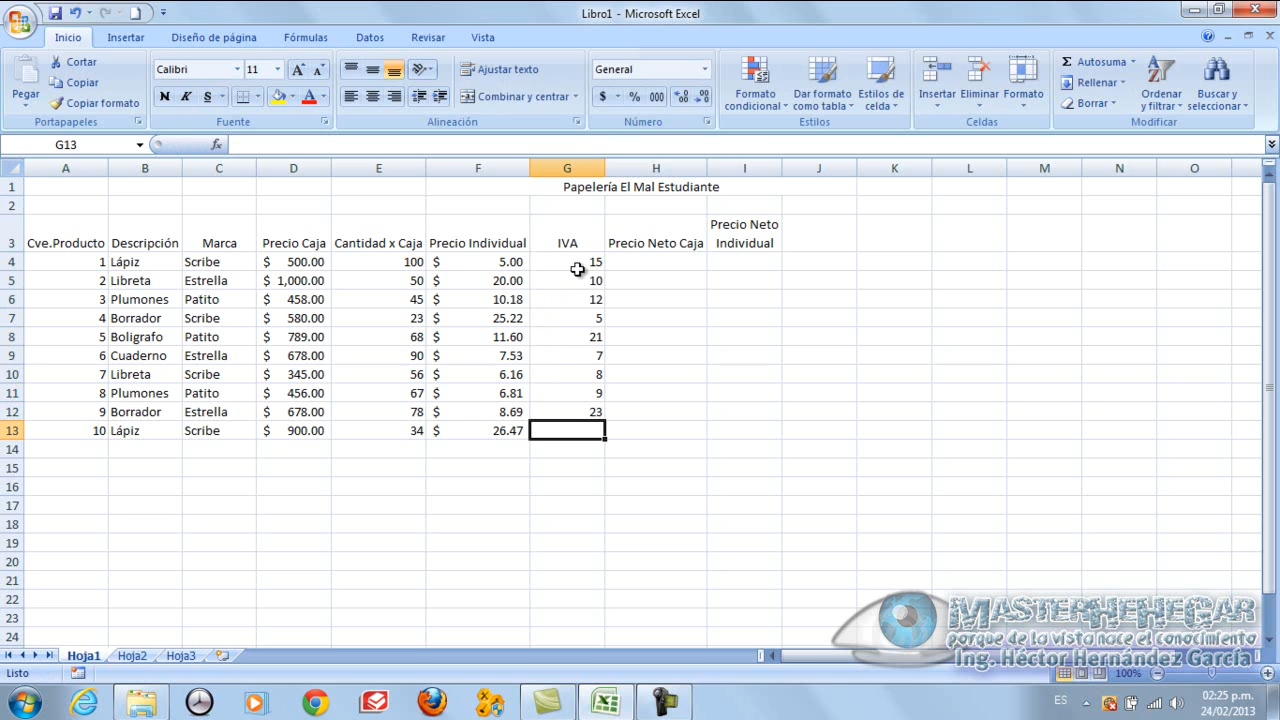 Libro1 - Microsoft Excel
Inicio Insertar Diseño de página Fórmulas Datos Revisar Vista
Pegar Cortar Copiar Copiar formato
Portapapeles
Calibri 11
N K S
Fuente
Ajustar texto
Combinar y centrar
Alineación
General
$ % 000
Número
Formato condicional Dar formato como tabla Estilos de celda
Estilos
Insertar Eliminar Formato
Celdas
Autosuma Rellenar Borrar
Ordenar y filtrar Buscar y seleccionar
Modificar
G13 fx
A B C D E F G H I J K L M N O
1 Papelería El Mal Estudiante
2
3 Cve.Producto Descripción Marca Precio Caja Cantidad x Caja Precio Individual IVA Precio Neto Caja Precio Neto Individual
4 1 Lápiz Scribe $ 500.00 100 $ 5.00 15
5 2 Libreta Estrella $ 1,000.00 50 $ 20.00 10
6 3 Plumones Patito $ 458.00 45 $ 10.18 12
7 4 Borrador Scribe $ 580.00 23 $ 25.22 5
8 5 Boligrafo Patito $ 789.00 68 $ 11.60 21
9 6 Cuaderno Estrella $ 678.00 90 $ 7.53 7
10 7 Libreta Scribe $ 345.00 56 $ 6.16 8
11 8 Plumones Patito $ 456.00 67 $ 6.81 9
12 9 Borrador Estrella $ 678.00 78 $ 8.69 23
13 10 Lápiz Scribe $ 900.00 34 $ 26.47
14
15
16
17
18
19
20
21
22
23
24
MASTERHEHEGAR
porque de la vista nace el conocimiento
Ing. Héctor Hernández García
Hoja1 Hoja2 Hoja3
Listo 100%
ES 02:25 p.m.
24/02/2013